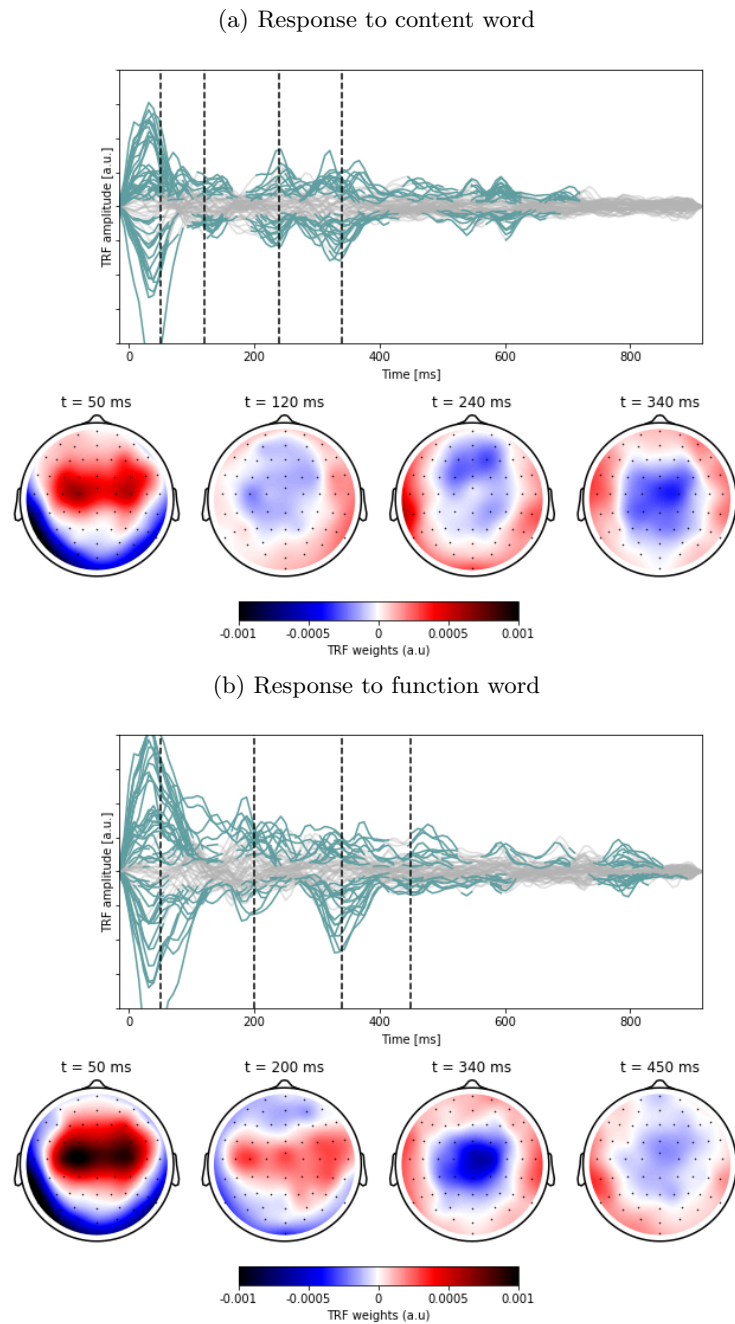 (a) Response to content word
TRF amplitude [a.u.]
0 200 400 600 800
Time [ms]
t = 50 ms t = 120 ms t = 240 ms t = 340 ms
-0.001 -0.0005 0 0.0005 0.001
TRF weights (a.u)
(b) Response to function word
TRF amplitude [a.u.]
0 200 400 600 800
Time [ms]
t = 50 ms t = 200 ms t = 340 ms t = 450 ms
-0.001 -0.0005 0 0.0005 0.001
TRF weights (a.u)